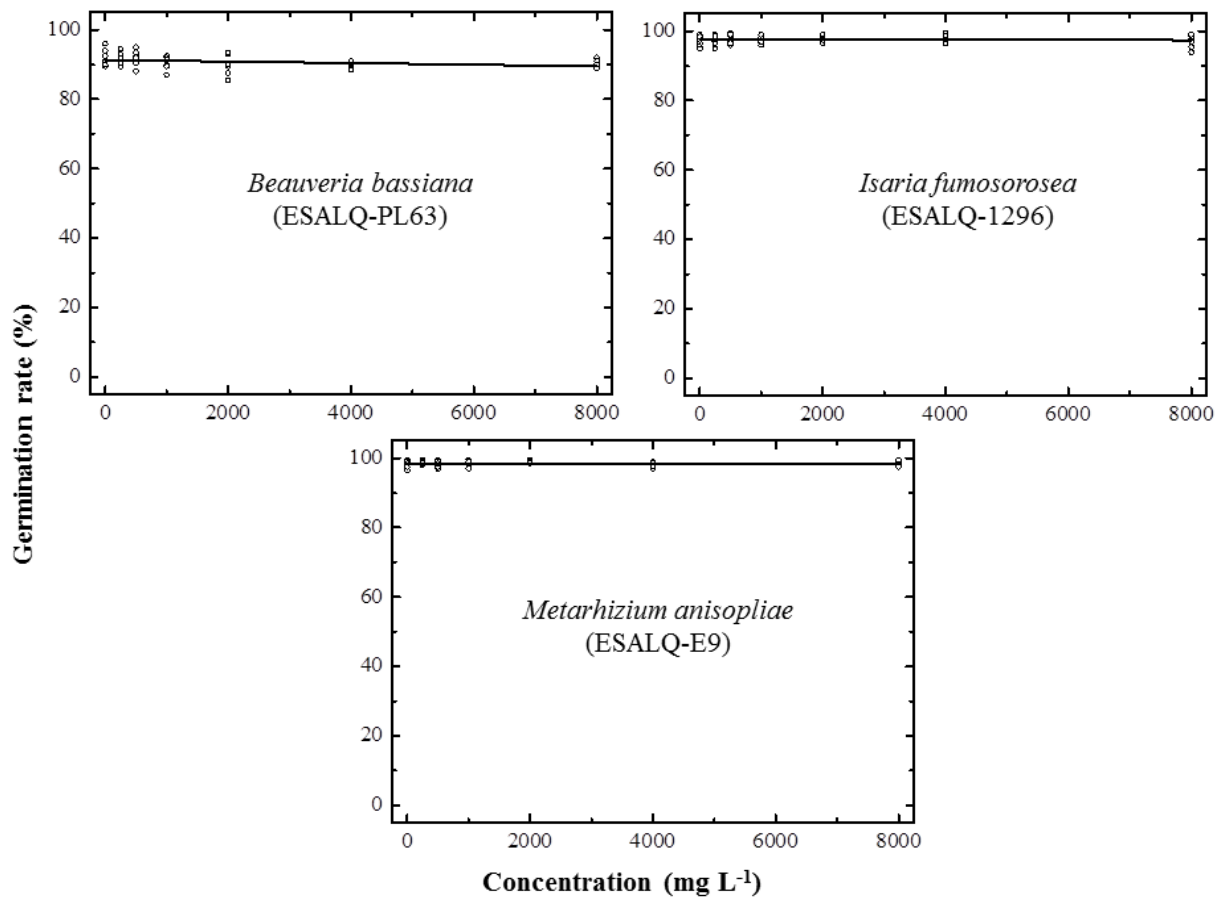 100
80
60
40
20
0
Beauveria bassiana
(ESALQ-PL63)
0 2000 4000 6000 8000
100
80
60
40
20
0
Isaria fumosorosea
(ESALQ-1296)
0 2000 4000 6000 8000
Germination rate (%)
100
80
60
40
20
0
Metarhizium anisopliae
(ESALQ-E9)
0 2000 4000 6000 8000
Concentration (mg L⁻¹)